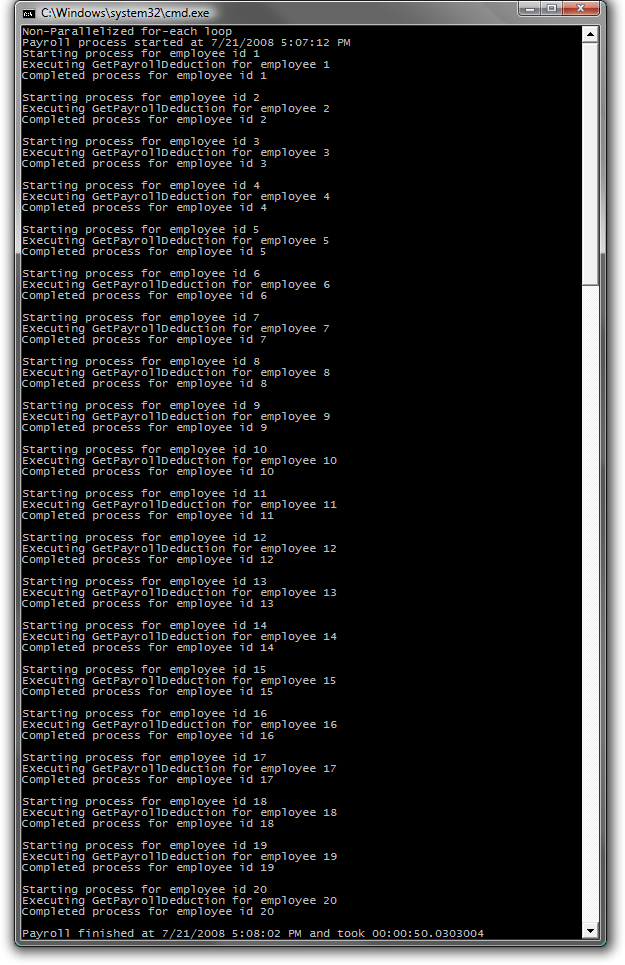 C:\Windows\system32\cmd.exe
Non-Parallelized for-each loop
Payroll process started at 7/21/2008 5:07:12 PM
Starting process for employee id 1
Executing GetPayrollDeduction for employee 1
Completed process for employee id 1
Starting process for employee id 2
Executing GetPayrollDeduction for employee 2
Completed process for employee id 2
Starting process for employee id 3
Executing GetPayrollDeduction for employee 3
Completed process for employee id 3
Starting process for employee id 4
Executing GetPayrollDeduction for employee 4
Completed process for employee id 4
Starting process for employee id 5
Executing GetPayrollDeduction for employee 5
Completed process for employee id 5
Starting process for employee id 6
Executing GetPayrollDeduction for employee 6
Completed process for employee id 6
Starting process for employee id 7
Executing GetPayrollDeduction for employee 7
Completed process for employee id 7
Starting process for employee id 8
Executing GetPayrollDeduction for employee 8
Completed process for employee id 8
Starting process for employee id 9
Executing GetPayrollDeduction for employee 9
Completed process for employee id 9
Starting process for employee id 10
Executing GetPayrollDeduction for employee 10
Completed process for employee id 10
Starting process for employee id 11
Executing GetPayrollDeduction for employee 11
Completed process for employee id 11
Starting process for employee id 12
Executing GetPayrollDeduction for employee 12
Completed process for employee id 12
Starting process for employee id 13
Executing GetPayrollDeduction for employee 13
Completed process for employee id 13
Starting process for employee id 14
Executing GetPayrollDeduction for employee 14
Completed process for employee id 14
Starting process for employee id 15
Executing GetPayrollDeduction for employee 15
Completed process for employee id 15
Starting process for employee id 16
Executing GetPayrollDeduction for employee 16
Completed process for employee id 16
Starting process for employee id 17
Executing GetPayrollDeduction for employee 17
Completed process for employee id 17
Starting process for employee id 18
Executing GetPayrollDeduction for employee 18
Completed process for employee id 18
Starting process for employee id 19
Executing GetPayrollDeduction for employee 19
Completed process for employee id 19
Starting process for employee id 20
Executing GetPayrollDeduction for employee 20
Completed process for employee id 20
Payroll finished at 7/21/2008 5:08:02 PM and took 00:00:50.0303004